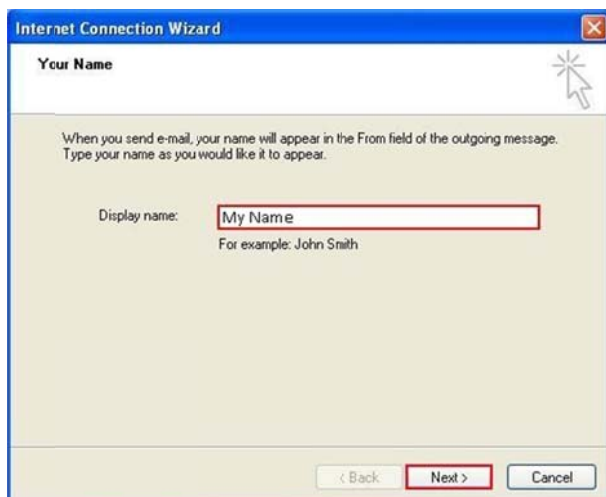 Internet Connection Wizard
Your Name
When you send e-mail, your name will appear in the From field of the outgoing message.
Type your name as you would like it to appear.
Display name: My Name
For example: John Smith
< Back Next > Cancel